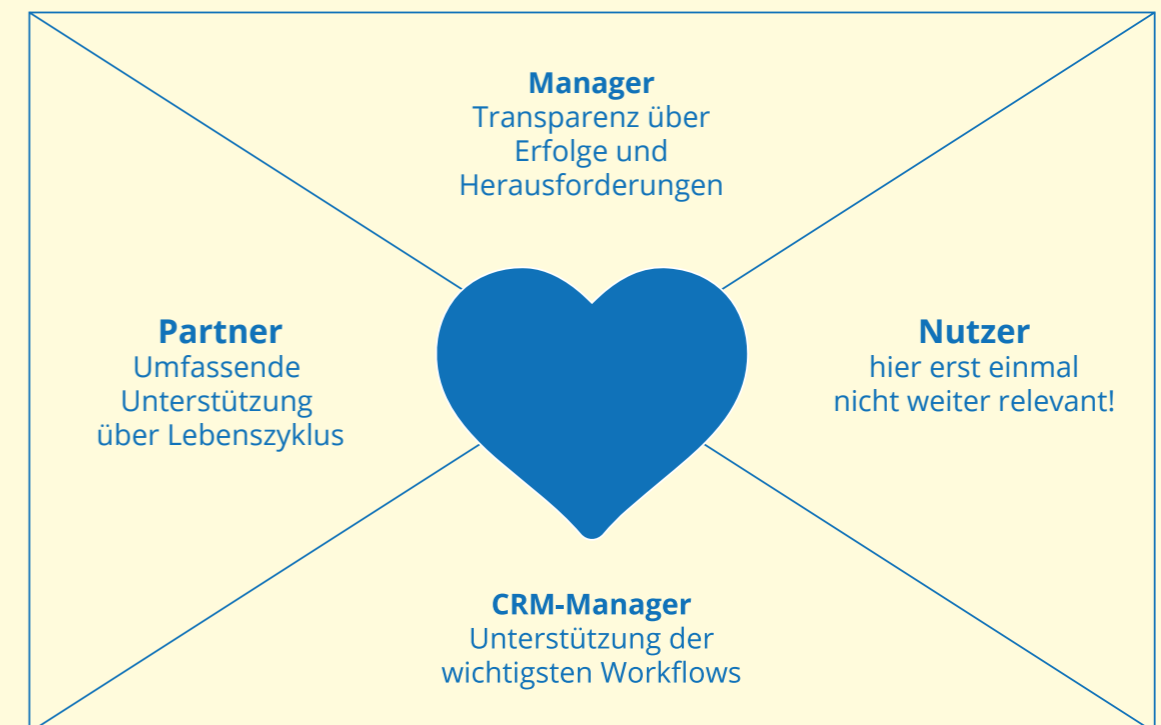 Manager
Transparenz über
Erfolge und
Herausforderungen
Partner
Umfassende
Unterstützung
über Lebenszyklus
Nutzer
hier erst einmal
nicht weiter relevant!
CRM-Manager
Unterstützung der
wichtigsten Workflows